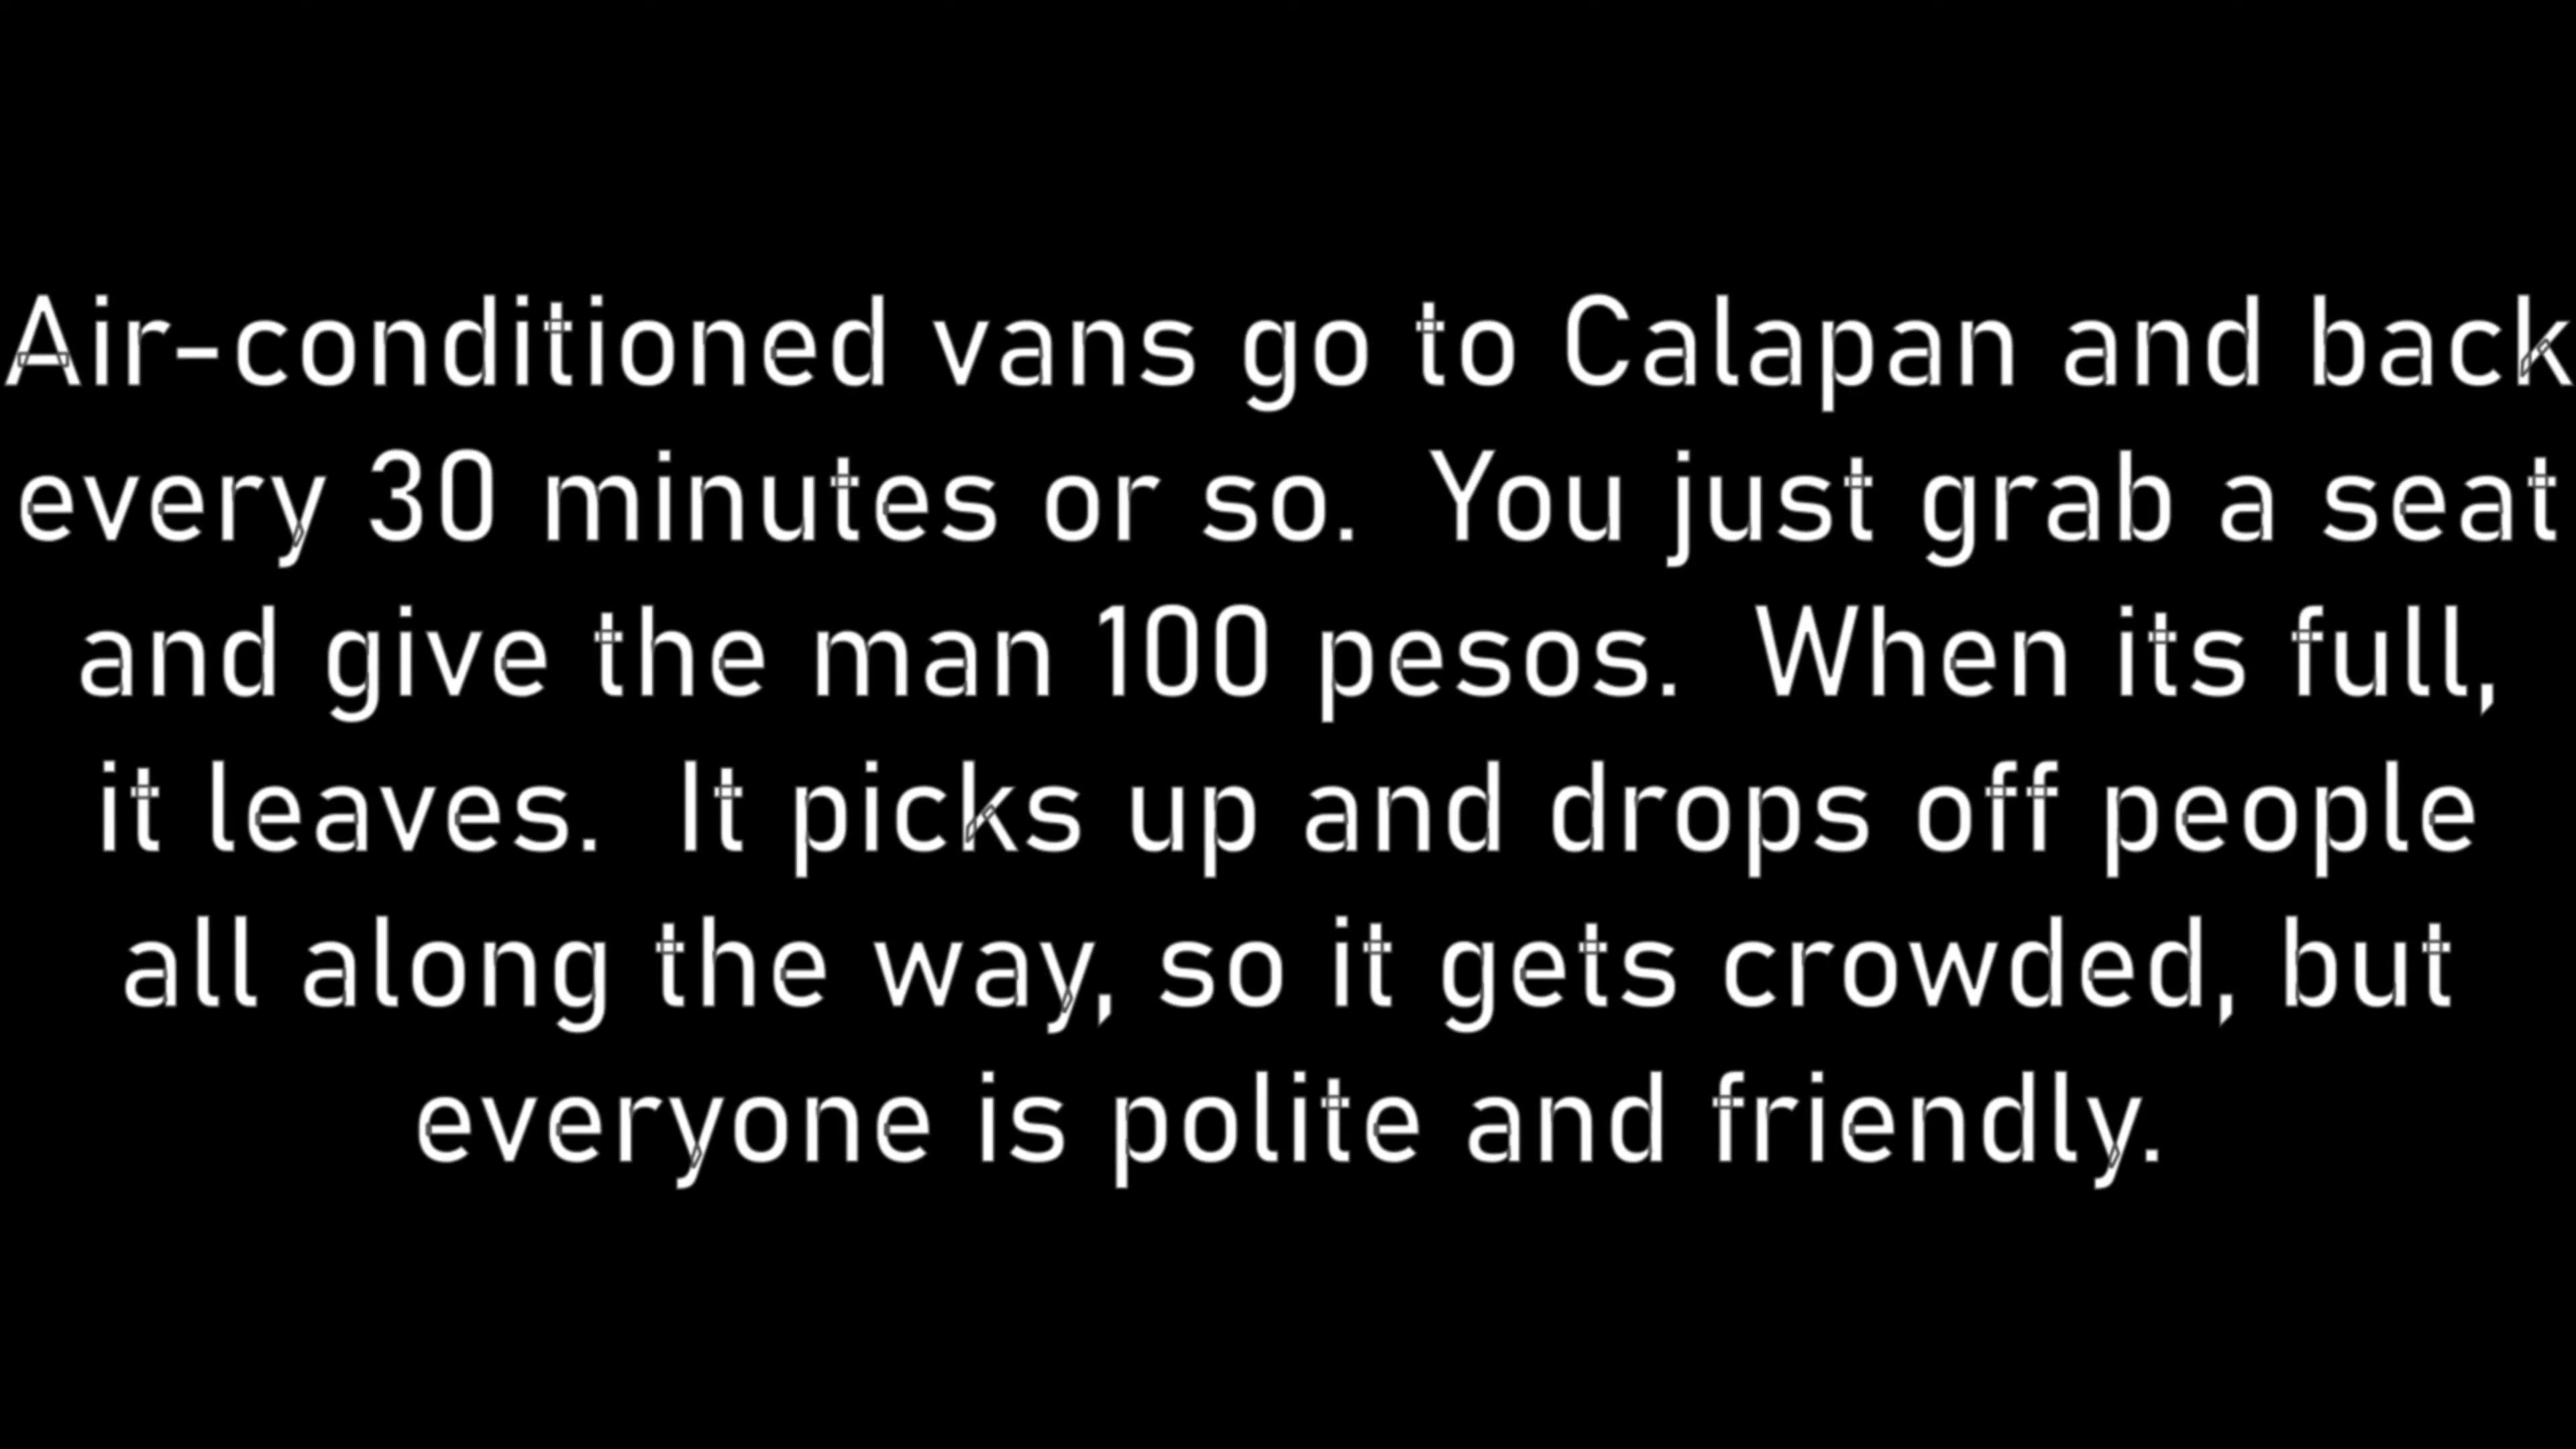 Air-conditioned vans go to Calapan and back
every 30 minutes or so.  You just grab a seat
and give the man 100 pesos.  When its full,
it leaves.  It picks up and drops off people
all along the way, so it gets crowded, but
everyone is polite and friendly.